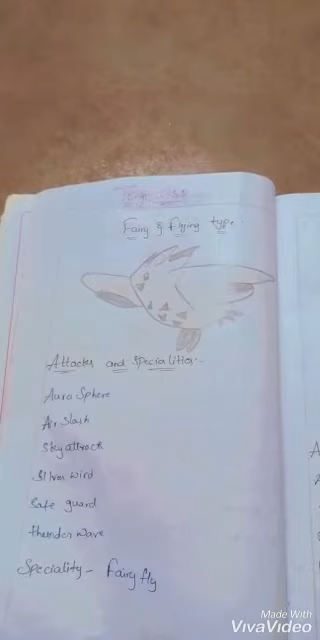 Fairy & Flying type.
Attacks and Specialities:-
Aura Sphere
Air Slash
Sky attack
Silver wind
Safe guard
thunder wave
Speciality - Fairy fly
Made With
VivaVideo